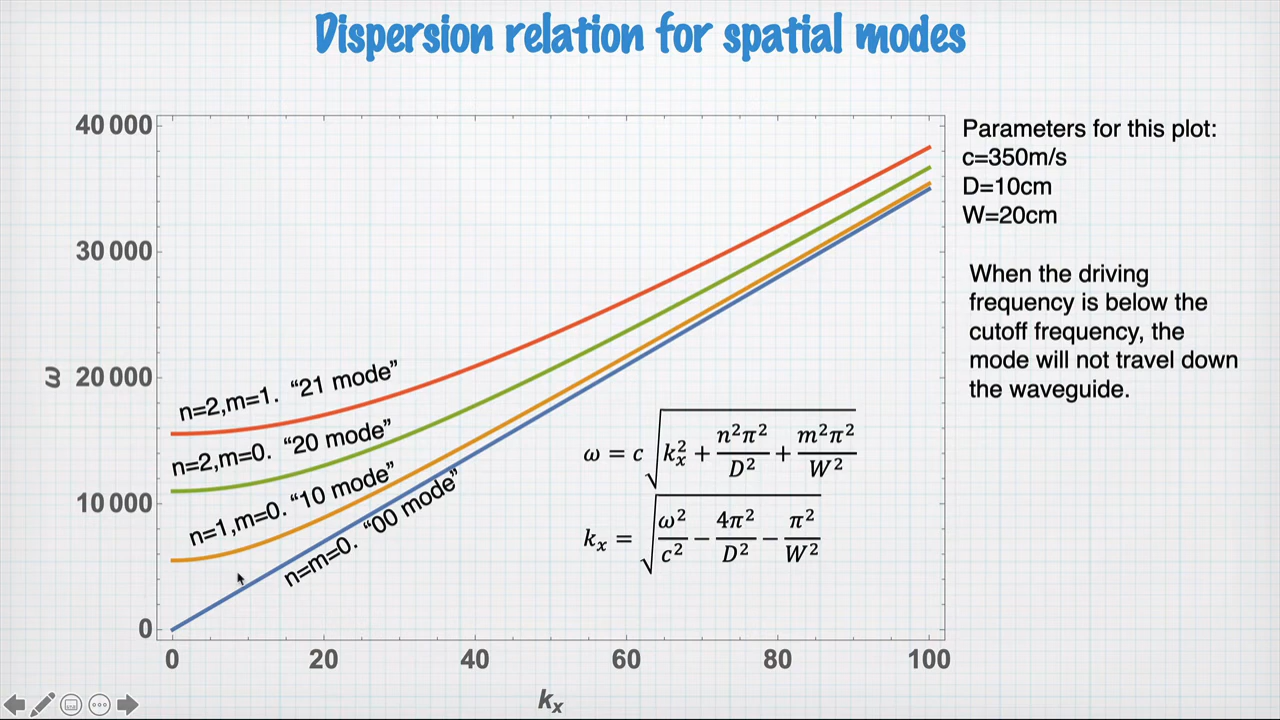 Dispersion relation for spatial modes
40 000
30 000
20 000
10 000
0
ω
0 20 40 60 80 100
kₓ
n=2,m=1. “21 mode”
n=2,m=0. “20 mode”
n=1,m=0. “10 mode”
n=m=0. “00 mode”
ω = c √(kₓ² + n²π²/D² + m²π²/W²)
kₓ = √(ω²/c² − 4π²/D² − π²/W²)
Parameters for this plot:
c=350m/s
D=10cm
W=20cm
When the driving
frequency is below the
cutoff frequency, the
mode will not travel down
the waveguide.